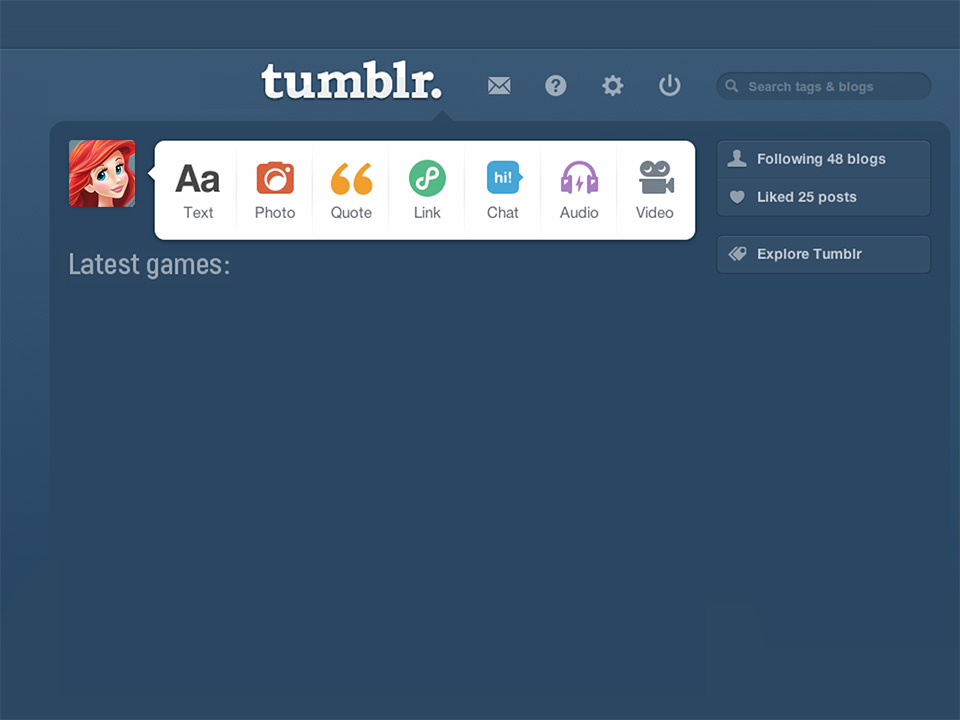 tumblr.
Search tags & blogs
Aa
hi!
Text
Photo
Quote
Link
Chat
Audio
Video
Following 48 blogs
Liked 25 posts
Explore Tumblr
Latest games: